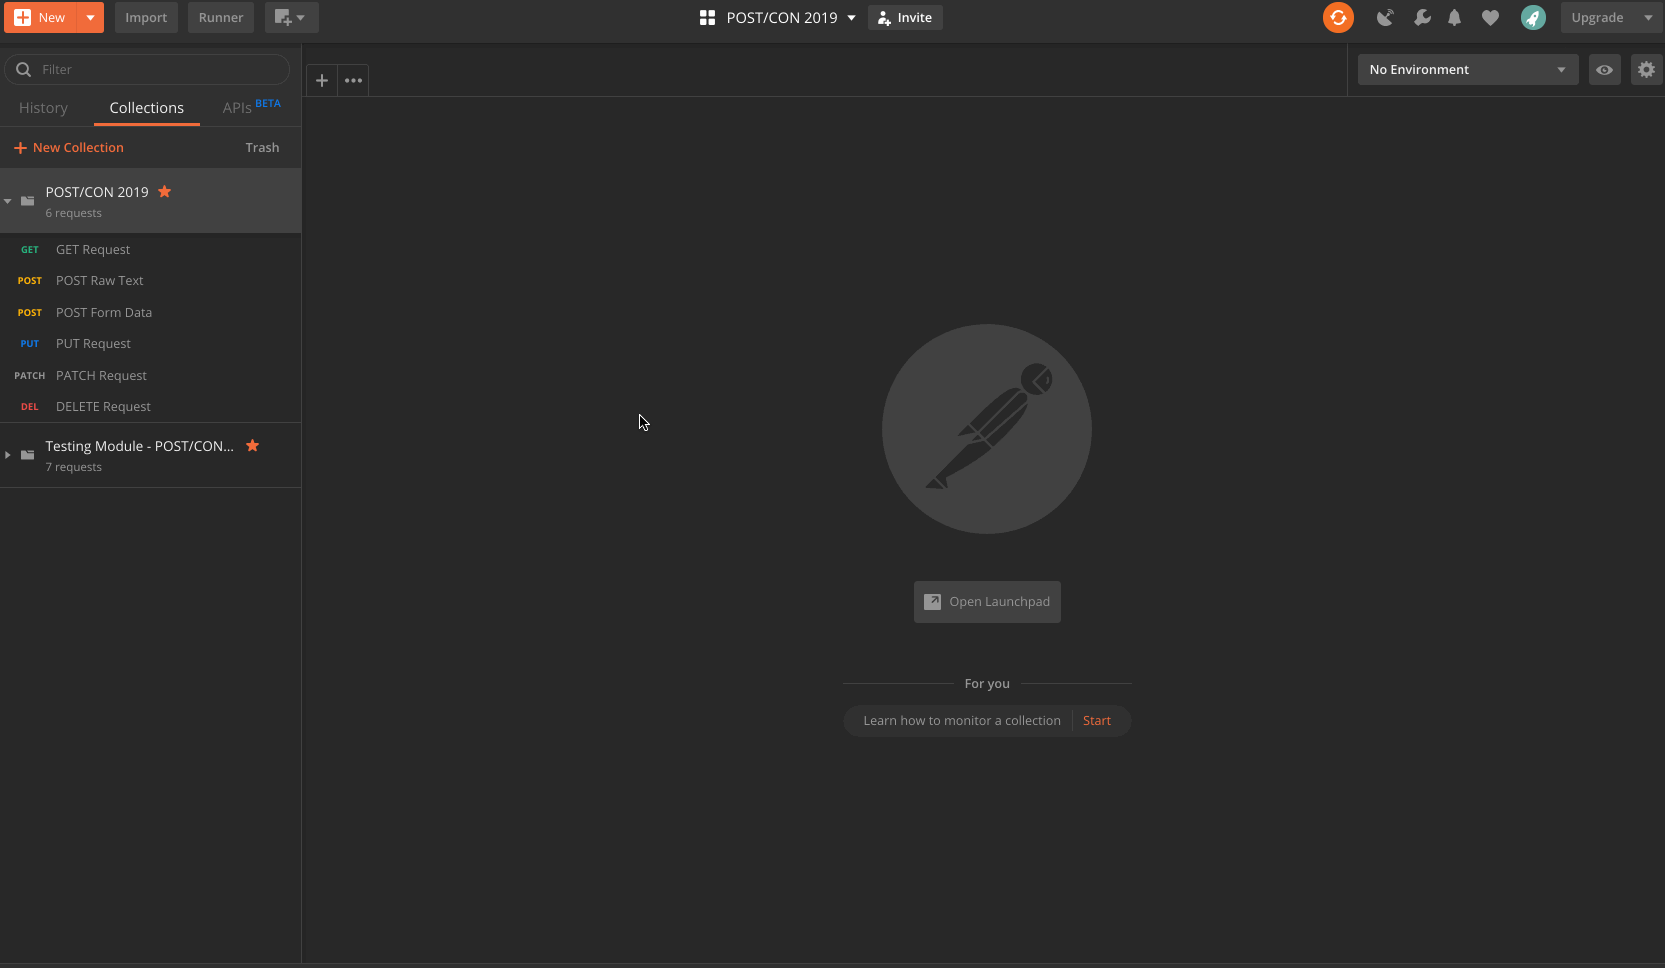 New
Import
Runner
POST/CON 2019
Invite
Upgrade
Filter
No Environment
History
Collections
APIs BETA
New Collection
Trash
POST/CON 2019
6 requests
GET GET Request
POST POST Raw Text
POST POST Form Data
PUT PUT Request
PATCH PATCH Request
DEL DELETE Request
Testing Module - POST/CON...
7 requests
Open Launchpad
For you
Learn how to monitor a collection
Start